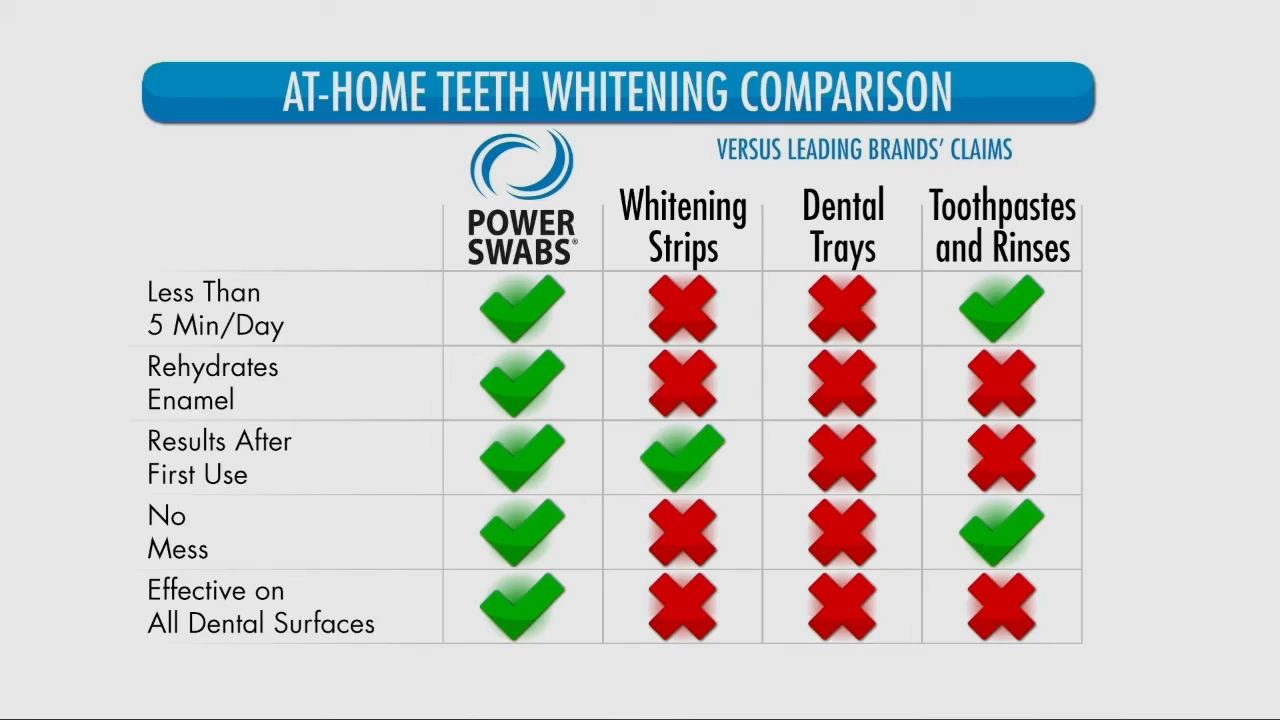 AT-HOME TEETH WHITENING COMPARISON
VERSUS LEADING BRANDS' CLAIMS
POWER
SWABS®
Whitening
Strips
Dental
Trays
Toothpastes
and Rinses
Less Than
5 Min/Day
Rehydrates
Enamel
Results After
First Use
No
Mess
Effective on
All Dental Surfaces